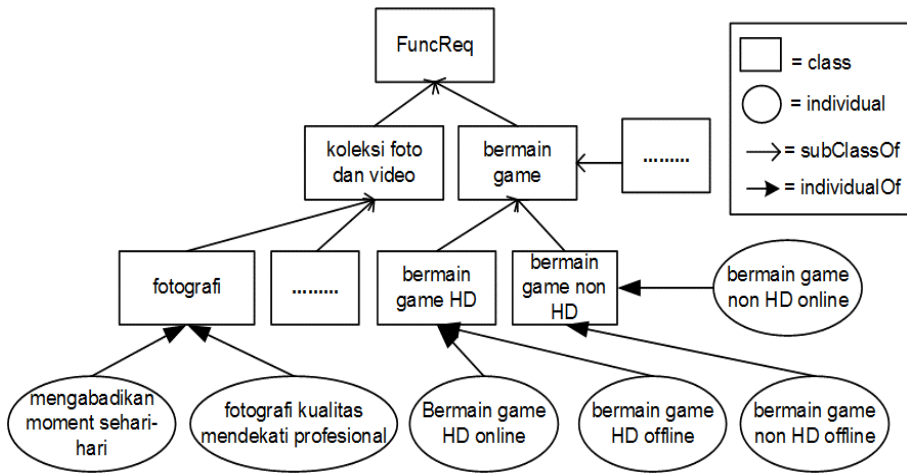 FuncReq
= class
= individual
= subClassOf
= individualOf
koleksi foto
dan video
bermain
game
.........
fotografi
.........
bermain
game HD
bermain
game non
HD
bermain game
non HD online
mengabadikan
moment sehari-
hari
fotografi kualitas
mendekati profesional
Bermain game
HD online
bermain game
HD offline
bermain game
non HD offline